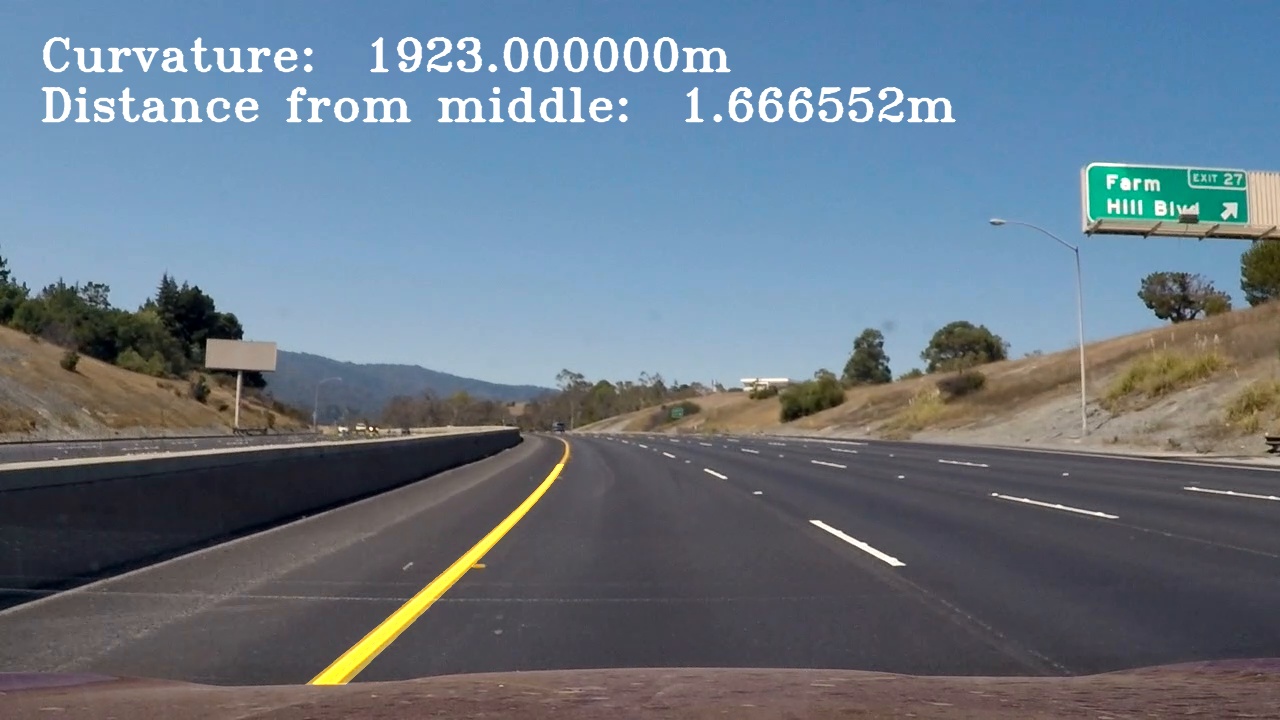 Curvature: 1923.000000m
Distance from middle: 1.666552m
EXIT 27
Farm
Hill Blvd